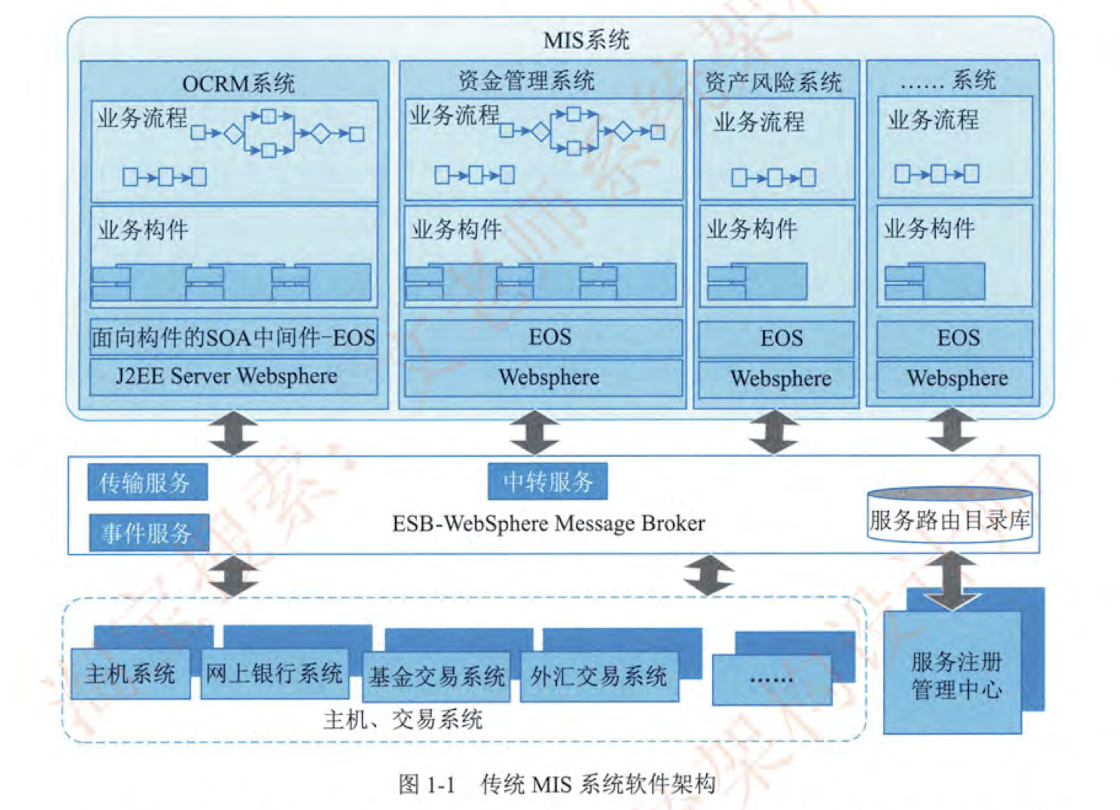 MIS系统
OCRM系统
业务流程
业务构件
面向构件的SOA中间件-EOS
J2EE Server Websphere
资金管理系统
业务流程
业务构件
EOS
Websphere
资产风险系统
业务流程
业务构件
EOS
Websphere
……系统
业务流程
业务构件
EOS
Websphere
传输服务
中转服务
事件服务
ESB-WebSphere Message Broker
服务路由目录库
主机系统
网上银行系统
基金交易系统
外汇交易系统
……
主机、交易系统
服务注册
管理中心
图 1-1 传统 MIS 系统软件架构